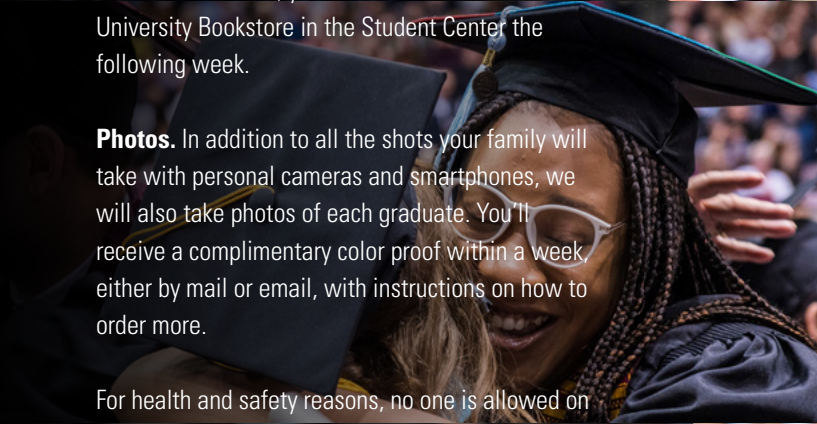 University Bookstore in the Student Center the
following week.
Photos. In addition to all the shots your family will
take with personal cameras and smartphones, we
will also take photos of each graduate. You’ll
receive a complimentary color proof within a week,
either by mail or email, with instructions on how to
order more.
For health and safety reasons, no one is allowed on